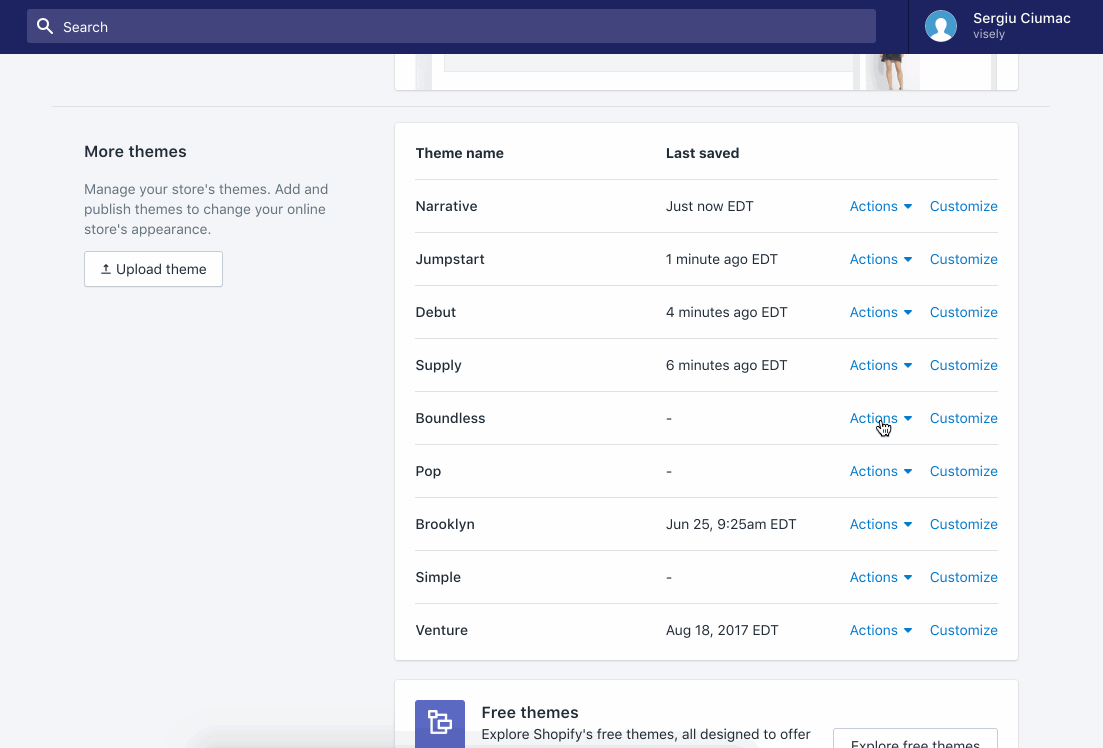 Search
Sergiu Ciumac
visely
More themes
Manage your store's themes. Add and
publish themes to change your online
store's appearance.
Upload theme
Theme name Last saved
Narrative Just now EDT Actions Customize
Jumpstart 1 minute ago EDT Actions Customize
Debut 4 minutes ago EDT Actions Customize
Supply 6 minutes ago EDT Actions Customize
Boundless - Actions Customize
Pop - Actions Customize
Brooklyn Jun 25, 9:25am EDT Actions Customize
Simple - Actions Customize
Venture Aug 18, 2017 EDT Actions Customize
Free themes
Explore Shopify's free themes, all designed to offer
Explore free themes